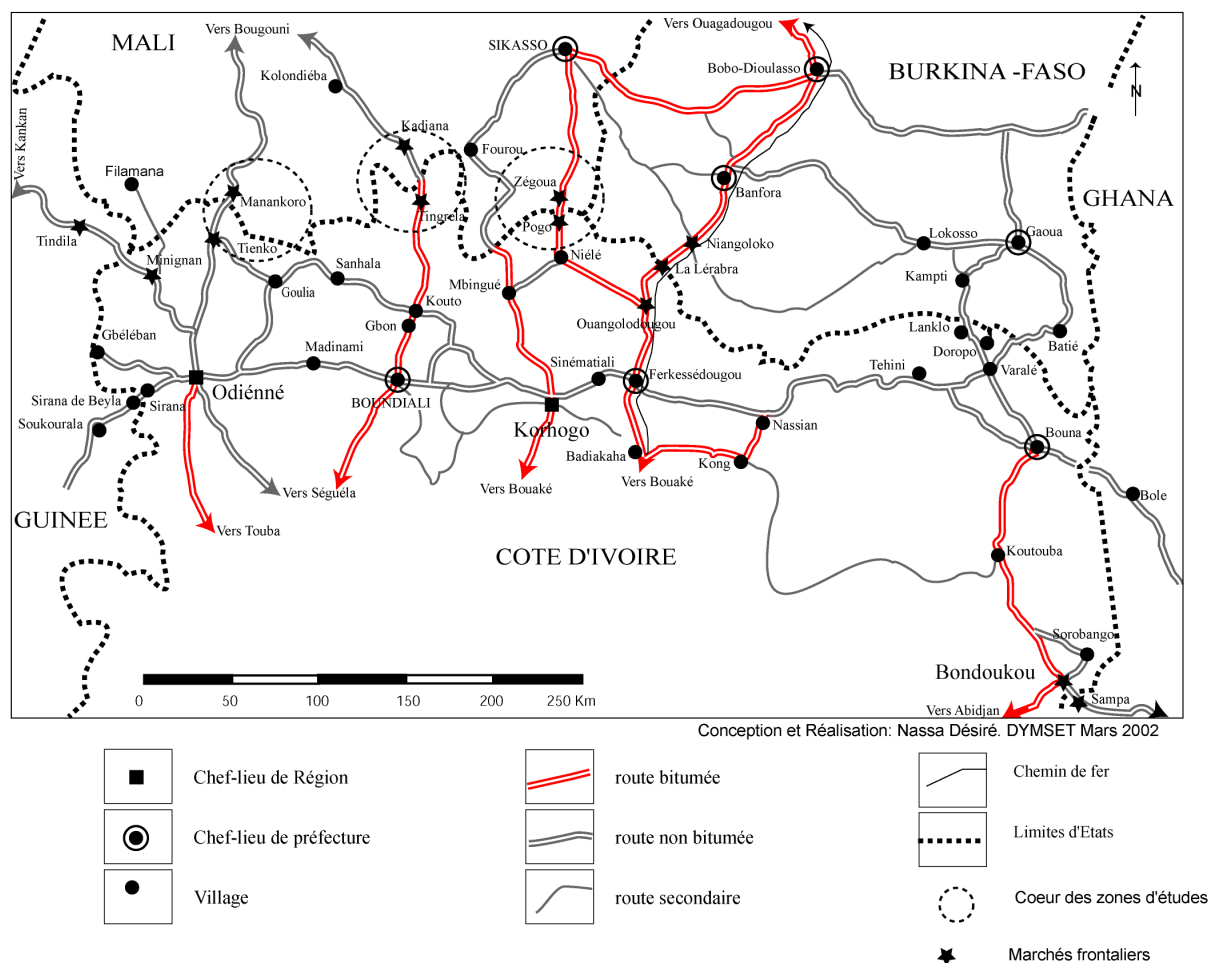 Vers Bougouni
MALI
Kolondiéba
SIKASSO
Vers Ouagadougou
Bobo-Dioulasso
BURKINA -FASO
N
Vers Kankan
Filamana
Kadiana
Fourou
Manankoro
Zégoua
Banfora
GHANA
Tingrela
Pogo
Tindila
Tienko
Niangoloko
Lokosso
Gaoua
Minignan
Sanhala
Niélé
La Lérabra
Goulia
Mbingué
Kampti
Kouto
Ouangolodougou
Gbon
Lanklo
Gbéléban
Doropo
Batié
Madinami
Sinématiali
Tehini
Ferkessédougou
Varalé
Odiénné
Sirana de Beyla
Sirana
BOUNDIALI
Soukourala
Korhogo
Nassian
Bouna
Badiakaha
Kong
Vers Séguéla
Vers Bouaké
Vers Bouaké
Bole
GUINEE
Vers Touba
COTE D'IVOIRE
Koutouba
Sorobango
Bondoukou
Sampa
Vers Abidjan
0 50 100 150 200 250 Km
Conception et Réalisation: Nassa Désiré. DYMSET Mars 2002
Chef-lieu de Région
route bitumée
Chemin de fer
Chef-lieu de préfecture
route non bitumée
Limites d'Etats
Village
route secondaire
Coeur des zones d'études
Marchés frontaliers